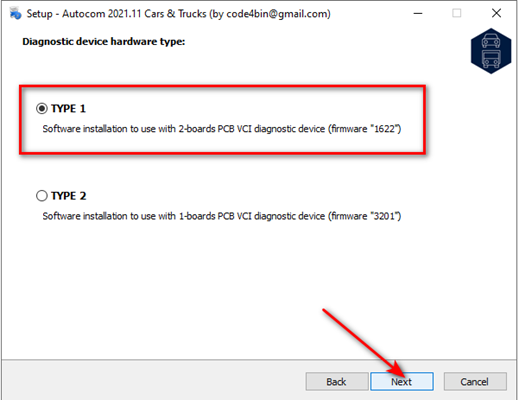 Setup - Autocom 2021.11 Cars & Trucks (by code4bin@gmail.com)
Diagnostic device hardware type:
TYPE 1
Software installation to use with 2-boards PCB VCI diagnostic device (firmware "1622")
TYPE 2
Software installation to use with 1-boards PCB VCI diagnostic device (firmware "3201")
Back Next Cancel